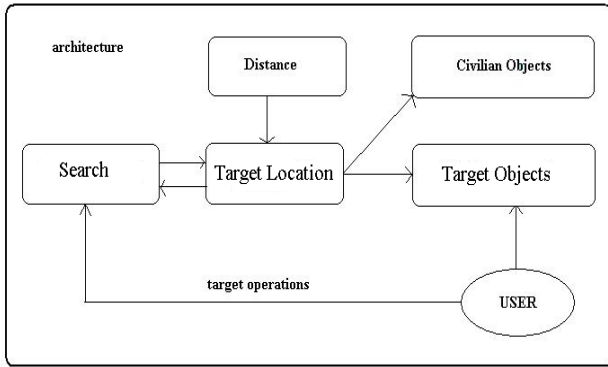 architecture
Distance
Civilian Objects
Search
Target Location
Target Objects
target operations
USER